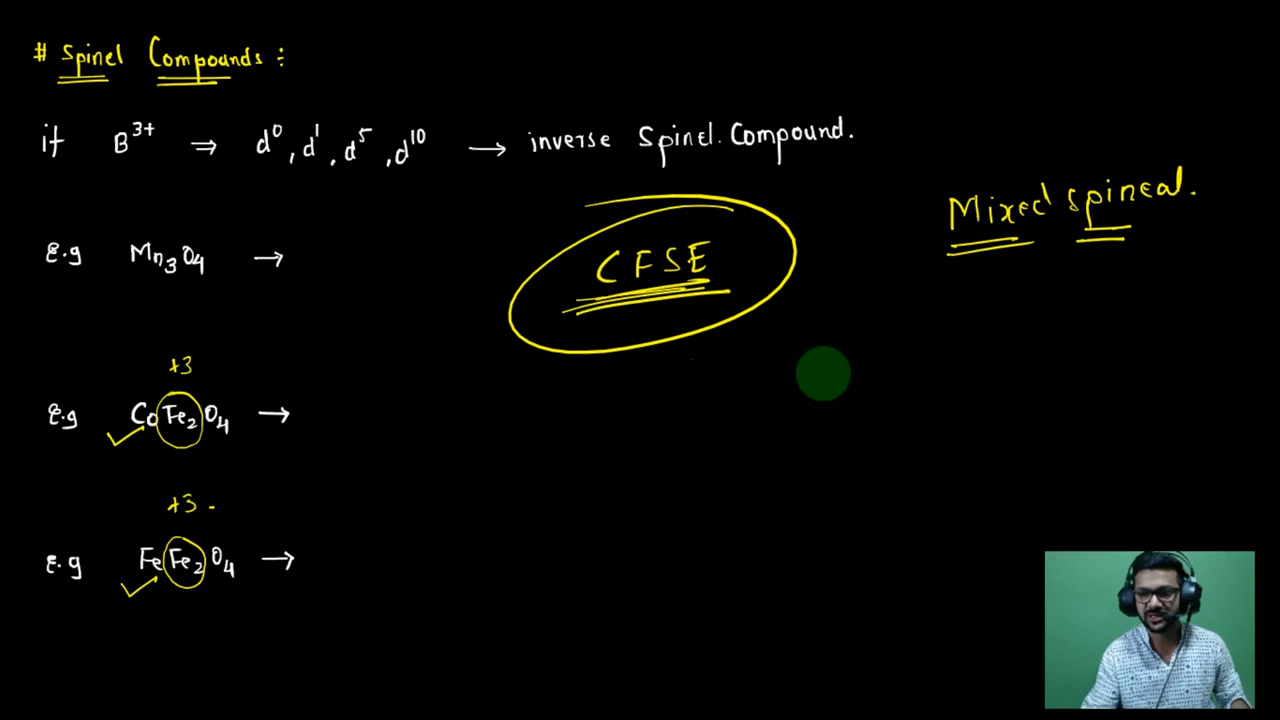 # Spinel Compounds :
if B³⁺ ⇒ d⁰, d¹, d⁵, d¹⁰ → inverse Spinel. Compound.
Mixed spineal.
E.g Mn₃O₄ →
CFSE
+3
E.g CoFe₂O₄ →
+3 .
E.g FeFe₂O₄ →